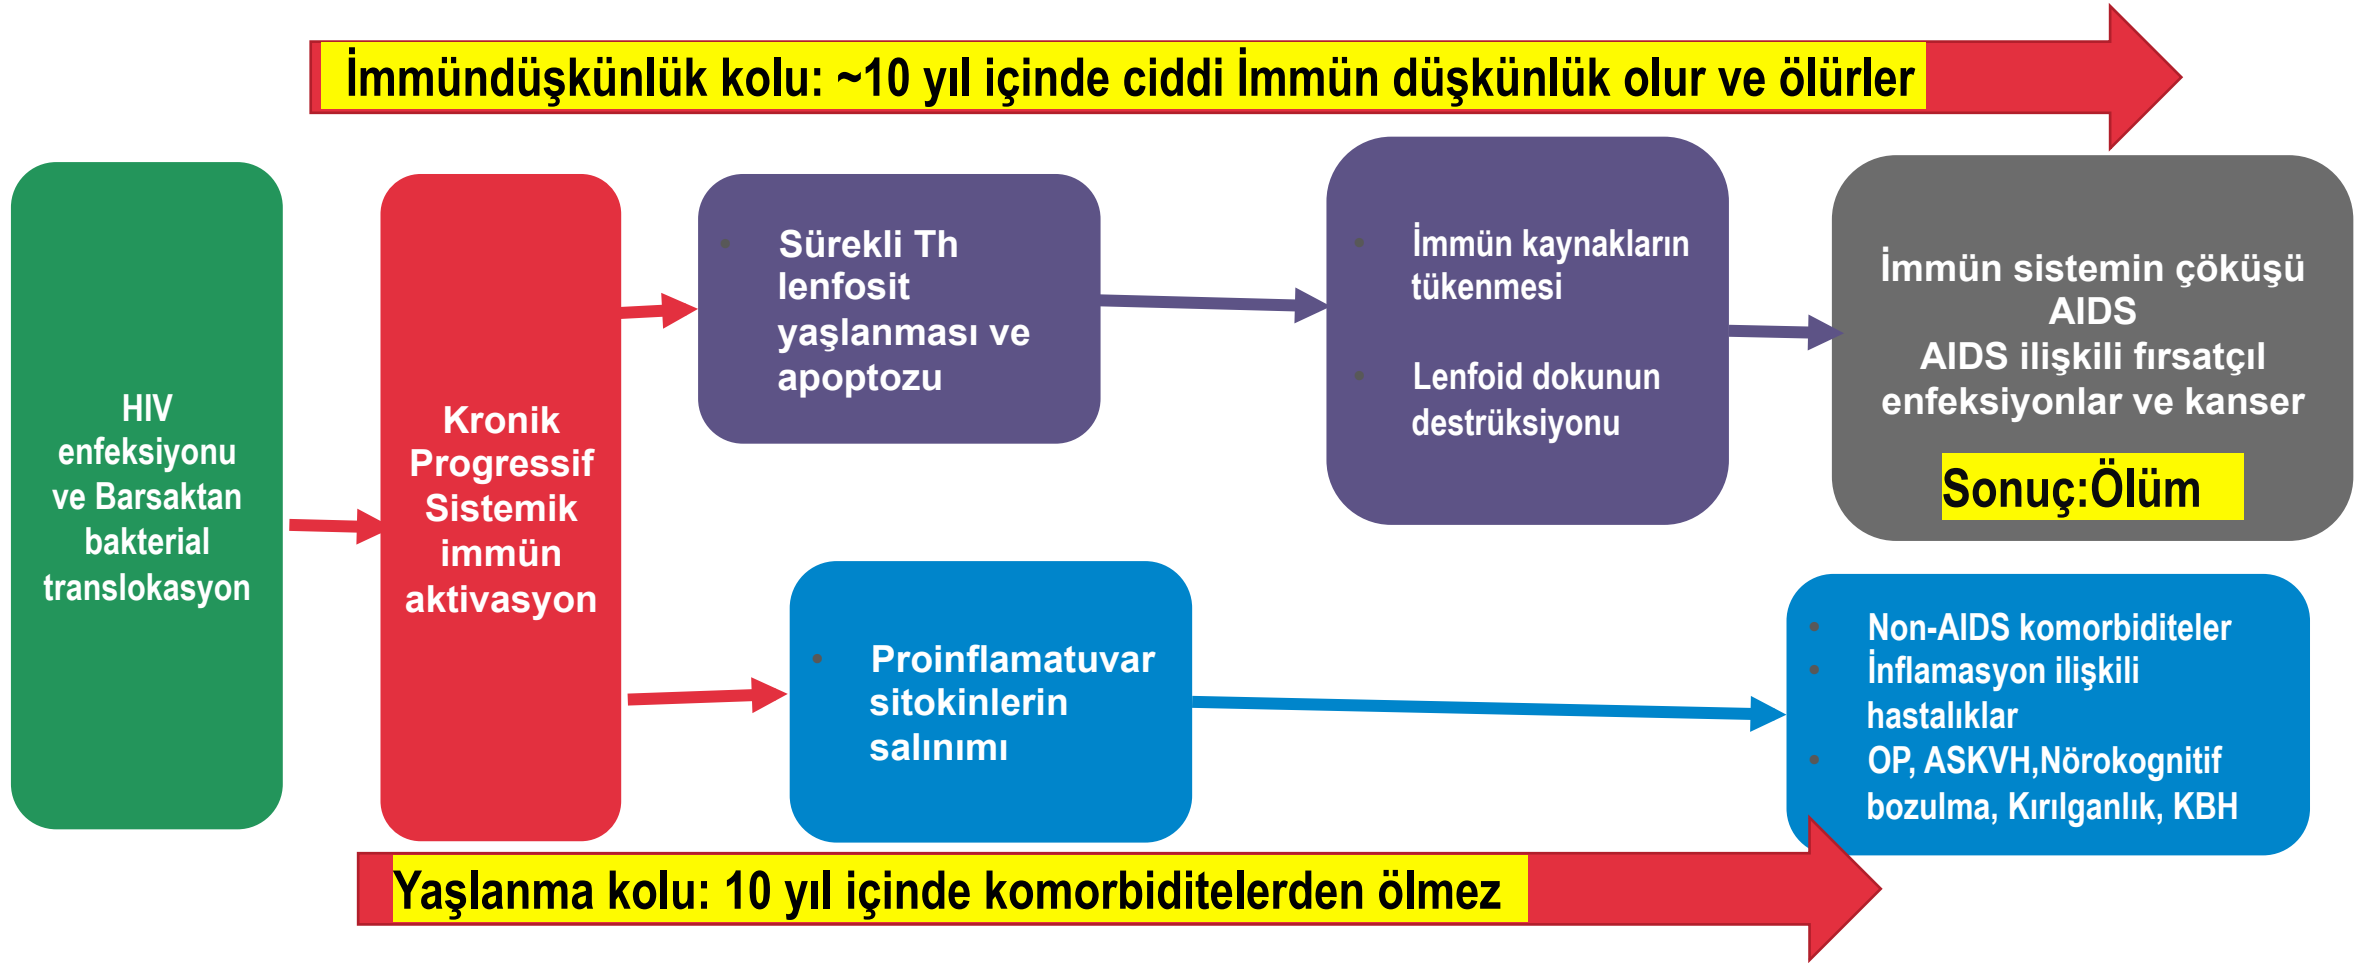 İmmündüşkünlük kolu: ~10 yıl içinde ciddi İmmün düşkünlük olur ve ölürler
HIV
enfeksiyonu
ve Barsaktan
bakterial
translokasyon
Kronik
Progressif
Sistemik
immün
aktivasyon
• Sürekli Th
lenfosit
yaşlanması ve
apoptozu
• İmmün kaynakların
tükenmesi
• Lenfoid dokunun
destrüksiyonu
İmmün sistemin çöküşü
AIDS
AIDS ilişkili fırsatçıl
enfeksiyonlar ve kanser
Sonuç:Ölüm
• Proinflamatuvar
sitokinlerin
salınımı
• Non-AIDS komorbiditeler
• İnflamasyon ilişkili
hastalıklar
• OP, ASKVH,Nörokognitif
bozulma, Kırılganlık, KBH
Yaşlanma kolu: 10 yıl içinde komorbiditelerden ölmez